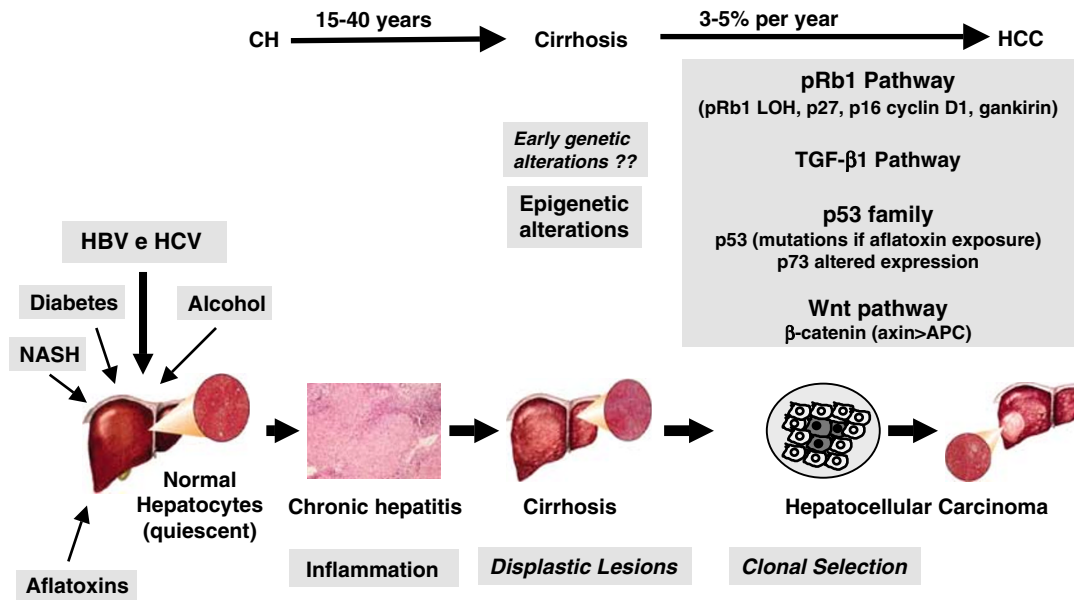 15-40 years
3-5% per year
CH
Cirrhosis
HCC
pRb1 Pathway
(pRb1 LOH, p27, p16 cyclin D1, gankirin)
Early genetic
alterations ??
TGF-β1 Pathway
Epigenetic
alterations
p53 family
p53 (mutations if aflatoxin exposure)
p73 altered expression
HBV e HCV
Diabetes
Alcohol
Wnt pathway
β-catenin (axin>APC)
NASH
Normal
Hepatocytes
(quiescent)
Chronic hepatitis
Cirrhosis
Hepatocellular Carcinoma
Aflatoxins
Inflammation
Displastic Lesions
Clonal Selection